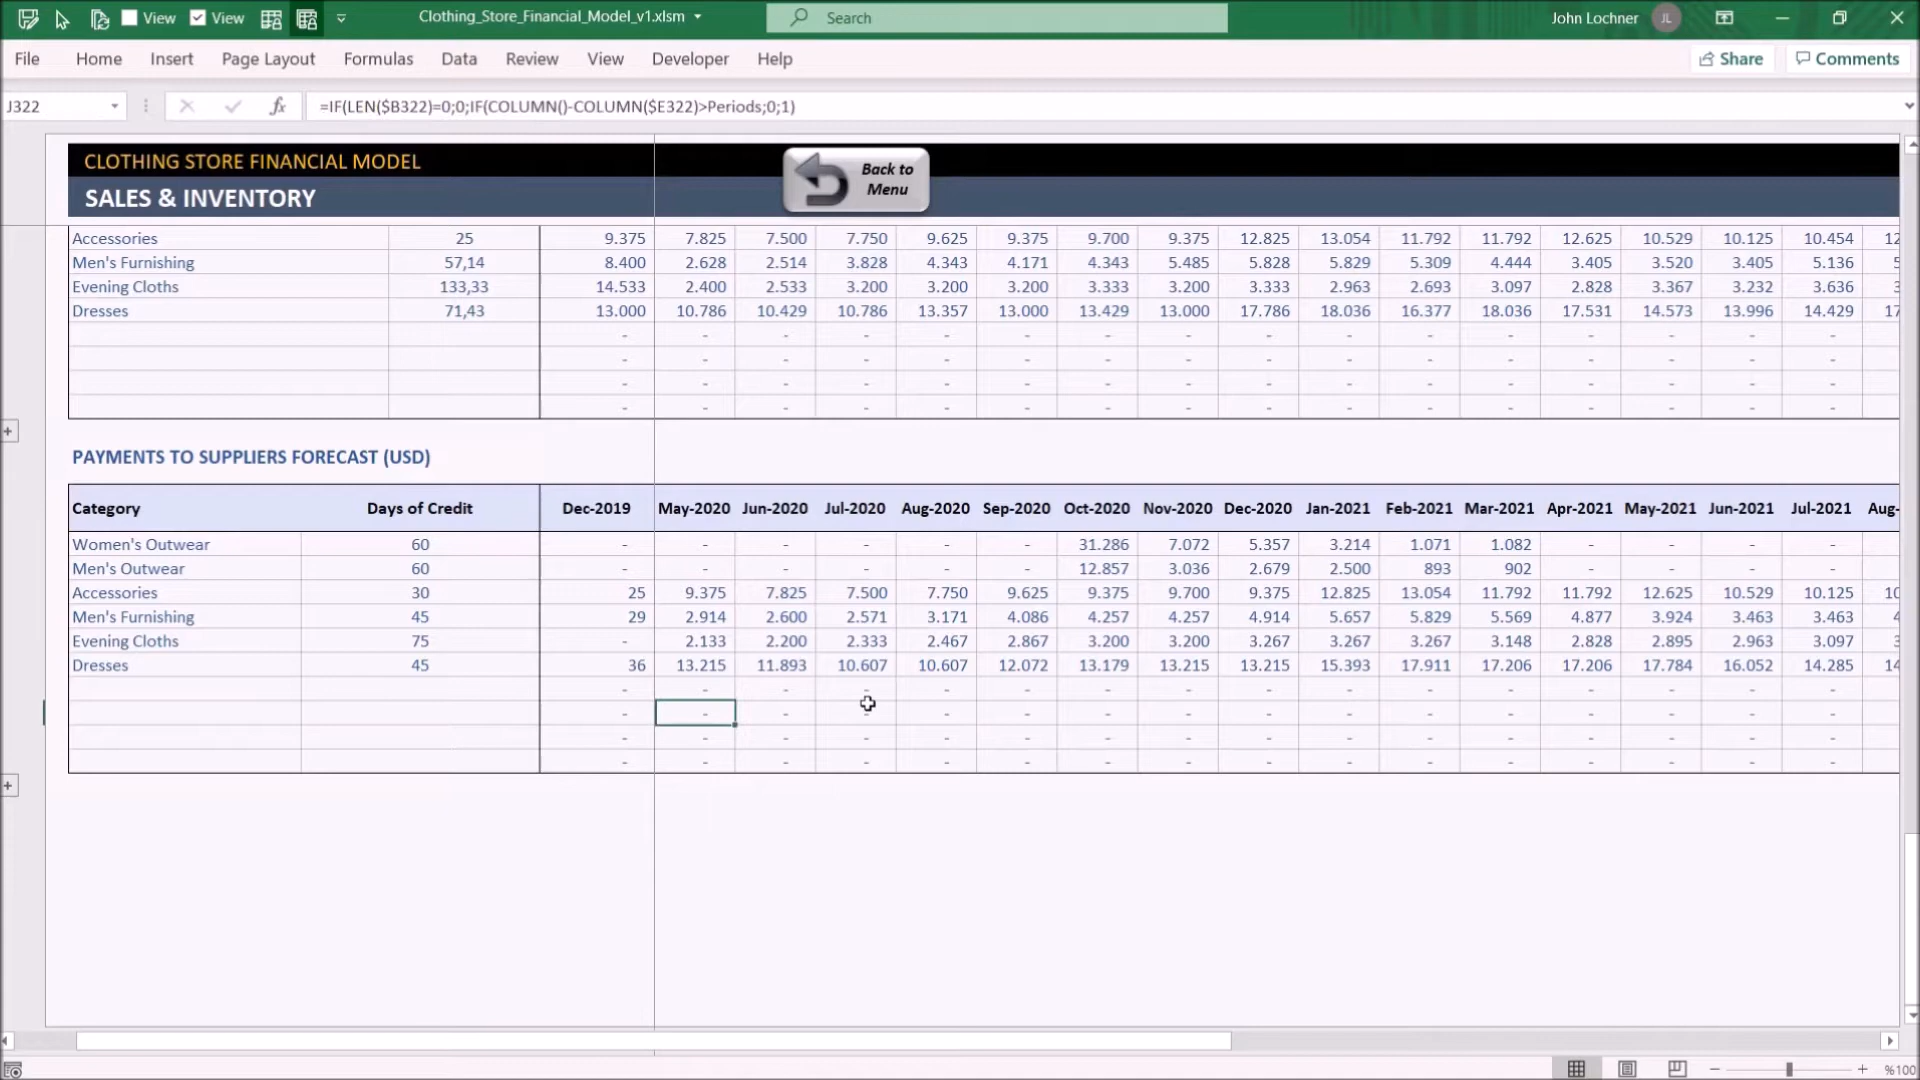 View View Clothing_Store_Financial_Model_v1.xlsm Search John Lochner JL
File Home Insert Page Layout Formulas Data Review View Developer Help Share Comments
J322 fx =IF(LEN($B322)=0;0;IF(COLUMN()-COLUMN($E322)>Periods;0;1)
CLOTHING STORE FINANCIAL MODEL
SALES & INVENTORY
Back to
Menu
Accessories 25 9.375 7.825 7.500 7.750 9.625 9.375 9.700 9.375 12.825 13.054 11.792 11.792 12.625 10.529 10.125 10.454 12
Men's Furnishing 57,14 8.400 2.628 2.514 3.828 4.343 4.171 4.343 5.485 5.828 5.829 5.309 4.444 3.405 3.520 3.405 5.136
Evening Cloths 133,33 14.533 2.400 2.533 3.200 3.200 3.200 3.333 3.200 3.333 2.963 2.693 3.097 2.828 3.367 3.232 3.636
Dresses 71,43 13.000 10.786 10.429 10.786 13.357 13.000 13.429 13.000 17.786 18.036 16.377 18.036 17.531 14.573 13.996 14.429 17
- - - - - - - - - - - - - - - -
- - - - - - - - - - - - - - - -
- - - - - - - - - - - - - - - -
- - - - - - - - - - - - - - - -
PAYMENTS TO SUPPLIERS FORECAST (USD)
Category Days of Credit Dec-2019 May-2020 Jun-2020 Jul-2020 Aug-2020 Sep-2020 Oct-2020 Nov-2020 Dec-2020 Jan-2021 Feb-2021 Mar-2021 Apr-2021 May-2021 Jun-2021 Jul-2021 Aug-
Women's Outwear 60 - - - - - - 31.286 7.072 5.357 3.214 1.071 1.082 - - - -
Men's Outwear 60 - - - - - - 12.857 3.036 2.679 2.500 893 902 - - - -
Accessories 30 25 9.375 7.825 7.500 7.750 9.625 9.375 9.700 9.375 12.825 13.054 11.792 11.792 12.625 10.529 10.125 10
Men's Furnishing 45 29 2.914 2.600 2.571 3.171 4.086 4.257 4.257 4.914 5.657 5.829 5.569 4.877 3.924 3.463 3.463 4
Evening Cloths 75 - 2.133 2.200 2.333 2.467 2.867 3.200 3.200 3.267 3.267 3.267 3.148 2.828 2.895 2.963 3.097
Dresses 45 36 13.215 11.893 10.607 10.607 12.072 13.179 13.215 13.215 15.393 17.911 17.206 17.206 17.784 16.052 14.285 14
- - - - - - - - - - - - - - - -
- - - - - - - - - - - - - - - -
- - - - - - - - - - - - - - - -
- - - - - - - - - - - - - - - -
%100